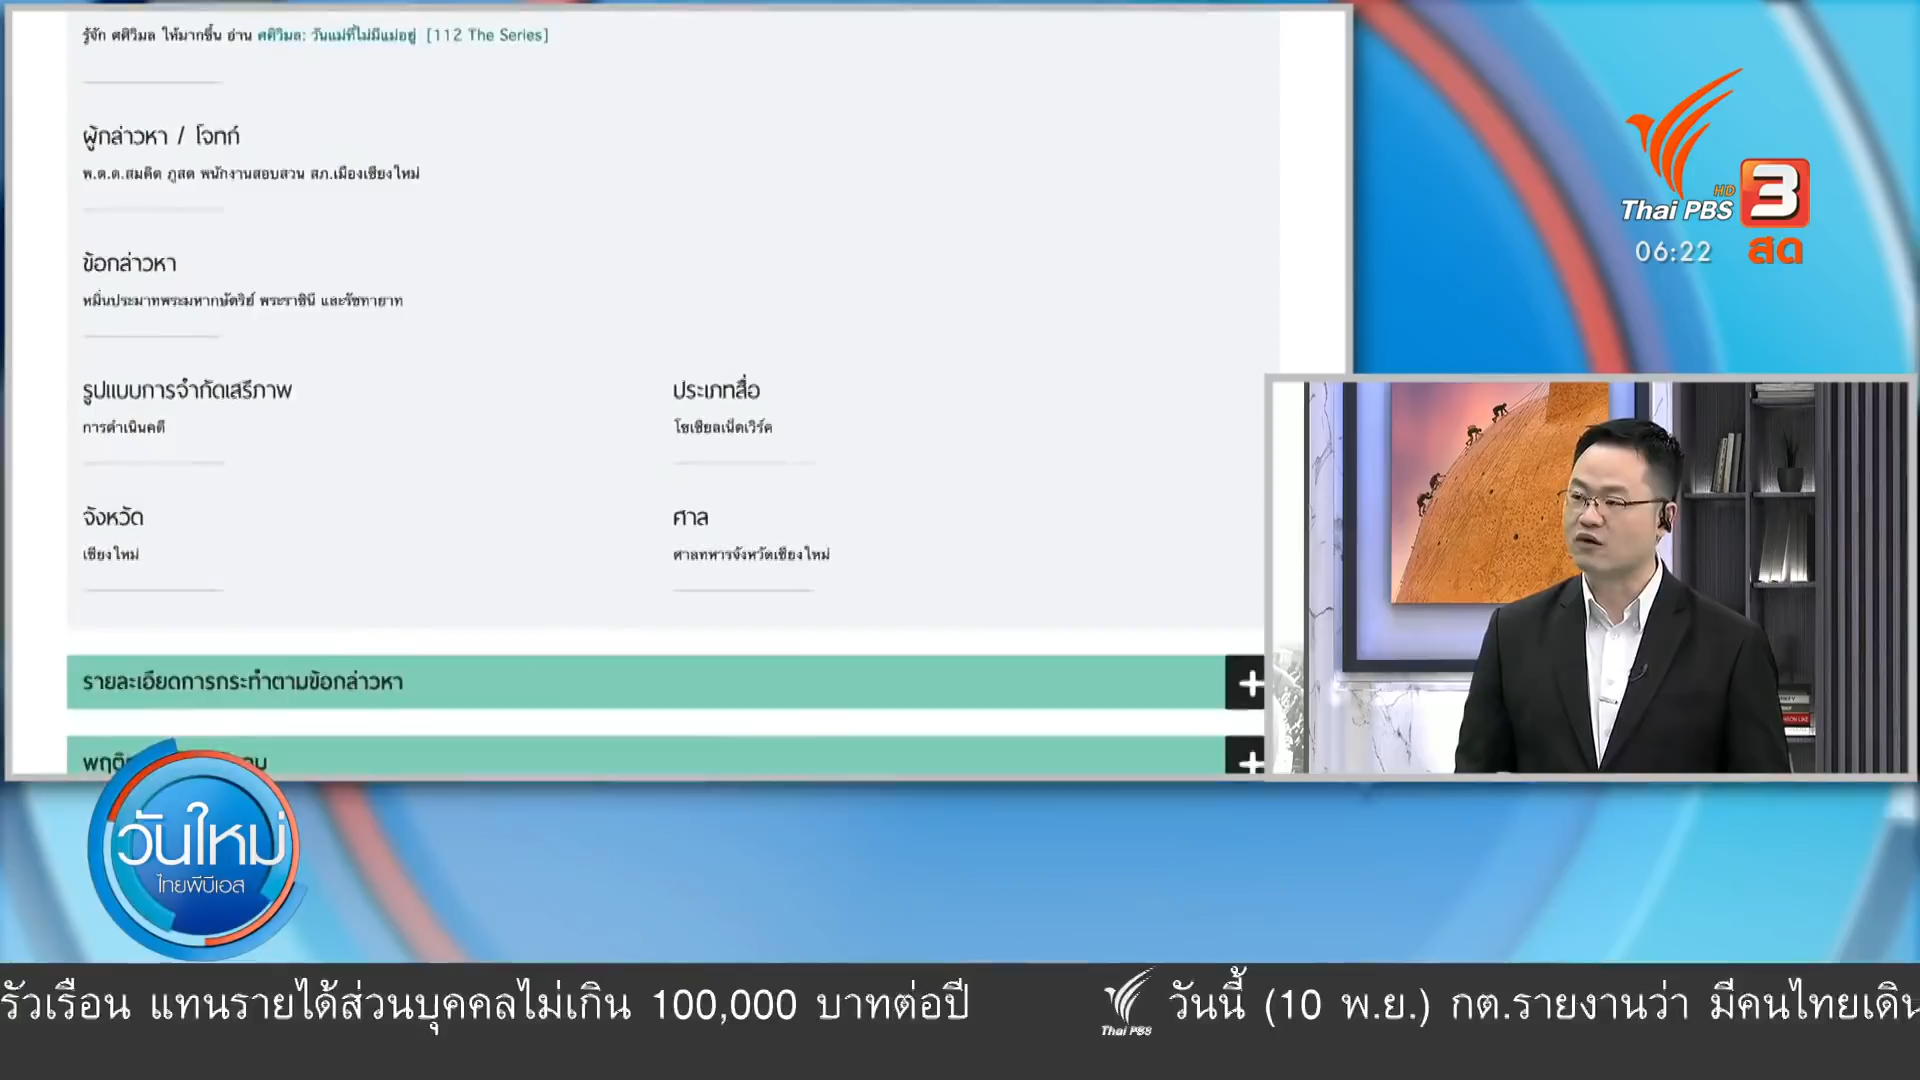 รู้จัก ศศิวิมล ให้มากขึ้น อ่าน ศศิวิมล: วันแม่ที่ไม่มีแม่อยู่ [112 The Series]
ผู้กล่าวหา / โจทก์
พ.ต.ต.สมคิด ภูสด พนักงานสอบสวน สภ.เมืองเชียงใหม่
ข้อกล่าวหา
หมิ่นประมาทพระมหากษัตริย์ พระราชินี และรัชทายาท
รูปแบบการจำกัดเสรีภาพ
การดำเนินคดี
ประเภทสื่อ
โซเชียลเน็ตเวิร์ค
จังหวัด
เชียงใหม่
ศาล
ศาลทหารจังหวัดเชียงใหม่
รายละเอียดการกระทำตามข้อกล่าวหา
+
+
Thai PBS HD 3
06:22 สด
วันใหม่
ไทยพีบีเอส
รัวเรือน แทนรายได้ส่วนบุคคลไม่เกิน 100,000 บาทต่อปี
Thai PBS
วันนี้ (10 พ.ย.) กต.รายงานว่า มีคนไทยเดิน